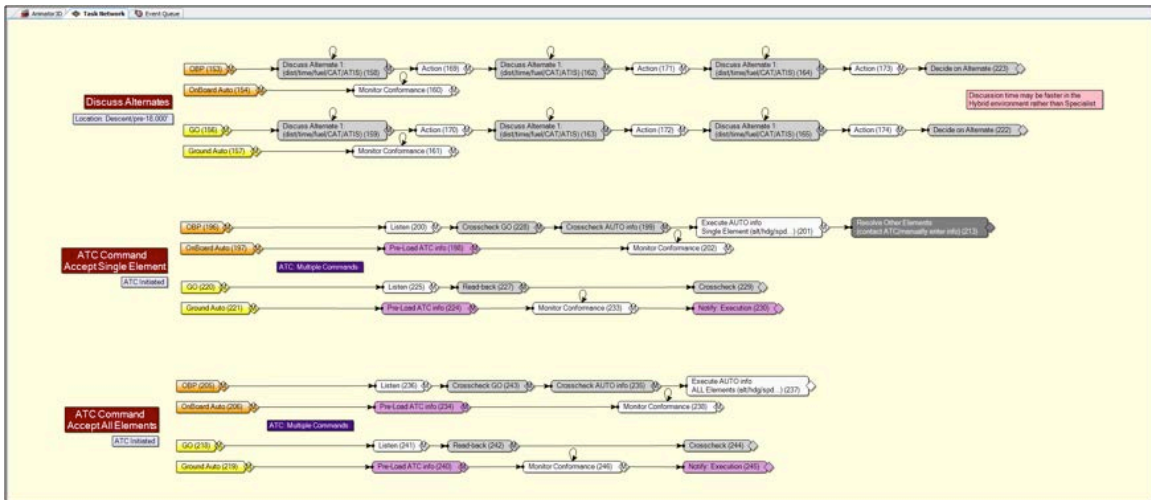 Animator3D
Task Network
Event Queue
OBP (153)
Discuss Alternate 1:
(dist/time/fuel/CAT/ATIS) (158)
Action (169)
Discuss Alternate 1:
(dist/time/fuel/CAT/ATIS) (162)
Action (171)
Discuss Alternate 1:
(dist/time/fuel/CAT/ATIS) (164)
Action (173)
Decide on Alternate (223)
OnBoard Auto (154)
Monitor Conformance (160)
Discuss Alternates
Location: Descent/pre-18,000'
Discussion time may be faster in the
Hybrid environment rather than Specialist
GO (156)
Discuss Alternate 1:
(dist/time/fuel/CAT/ATIS) (159)
Action (170)
Discuss Alternate 1:
(dist/time/fuel/CAT/ATIS) (163)
Action (172)
Discuss Alternate 1:
(dist/time/fuel/CAT/ATIS) (165)
Action (174)
Decide on Alternate (222)
Ground Auto (157)
Monitor Conformance (161)
OBP (196)
Listen (200)
Crosscheck GO (228)
Crosscheck AUTO info (199)
Execute AUTO info
Single Element (alt/hdg/spd...) (201)
Resolve Other Elements
(contact ATC/manually enter info) (213)
OnBoard Auto (197)
Pre-Load ATC info (198)
Monitor Conformance (202)
ATC Command
Accept Single Element
ATC Initiated
ATC: Multiple Commands
GO (220)
Listen (225)
Read-back (227)
Crosscheck (229)
Ground Auto (221)
Pre-Load ATC info (224)
Monitor Conformance (233)
Notify: Execution (230)
OBP (205)
Listen (236)
Crosscheck GO (243)
Crosscheck AUTO info (235)
Execute AUTO info
ALL Elements (alt/hdg/spd...) (237)
OnBoard Auto (206)
Pre-Load ATC info (234)
Monitor Conformance (238)
ATC Command
Accept All Elements
ATC Initiated
ATC: Multiple Commands
GO (218)
Listen (241)
Read-back (242)
Crosscheck (244)
Ground Auto (219)
Pre-Load ATC info (240)
Monitor Conformance (246)
Notify: Execution (245)